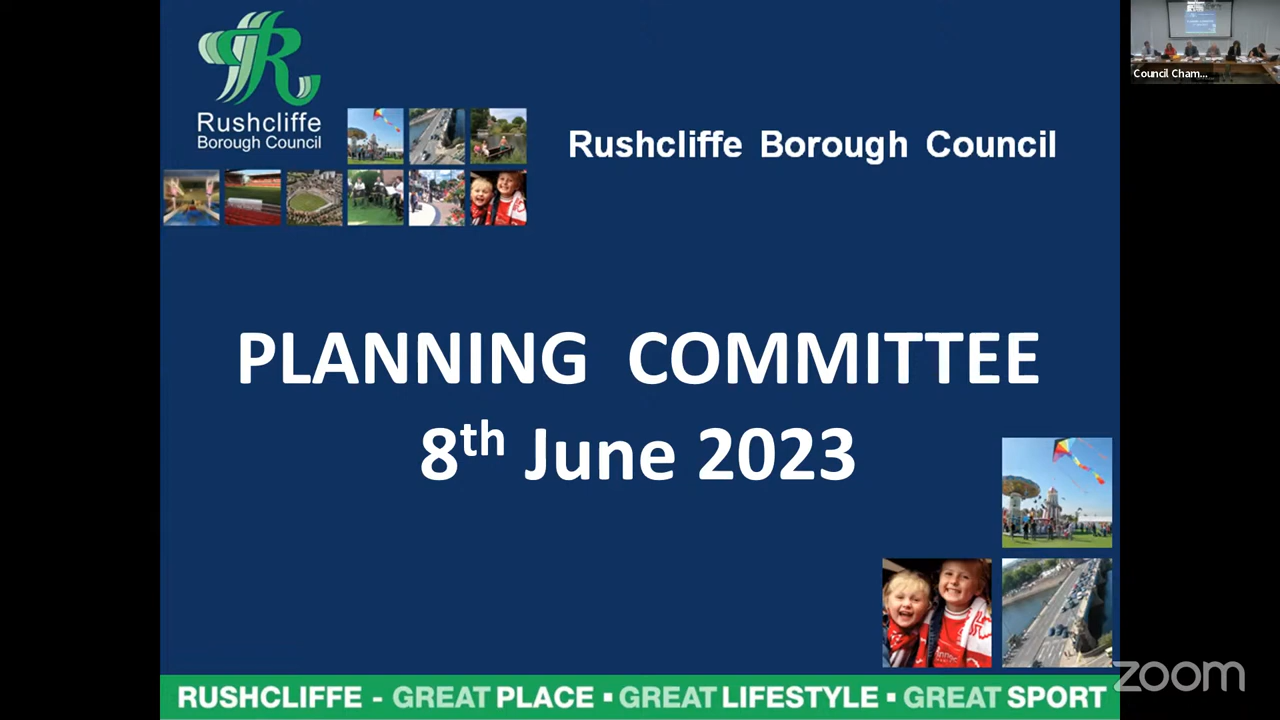 Rushcliffe
Borough Council
Rushcliffe Borough Council
Council Cham...
PLANNING COMMITTEE
8th June 2023
RUSHCLIFFE - GREAT PLACE ▪ GREAT LIFESTYLE ▪ GREAT SPORT
zoom